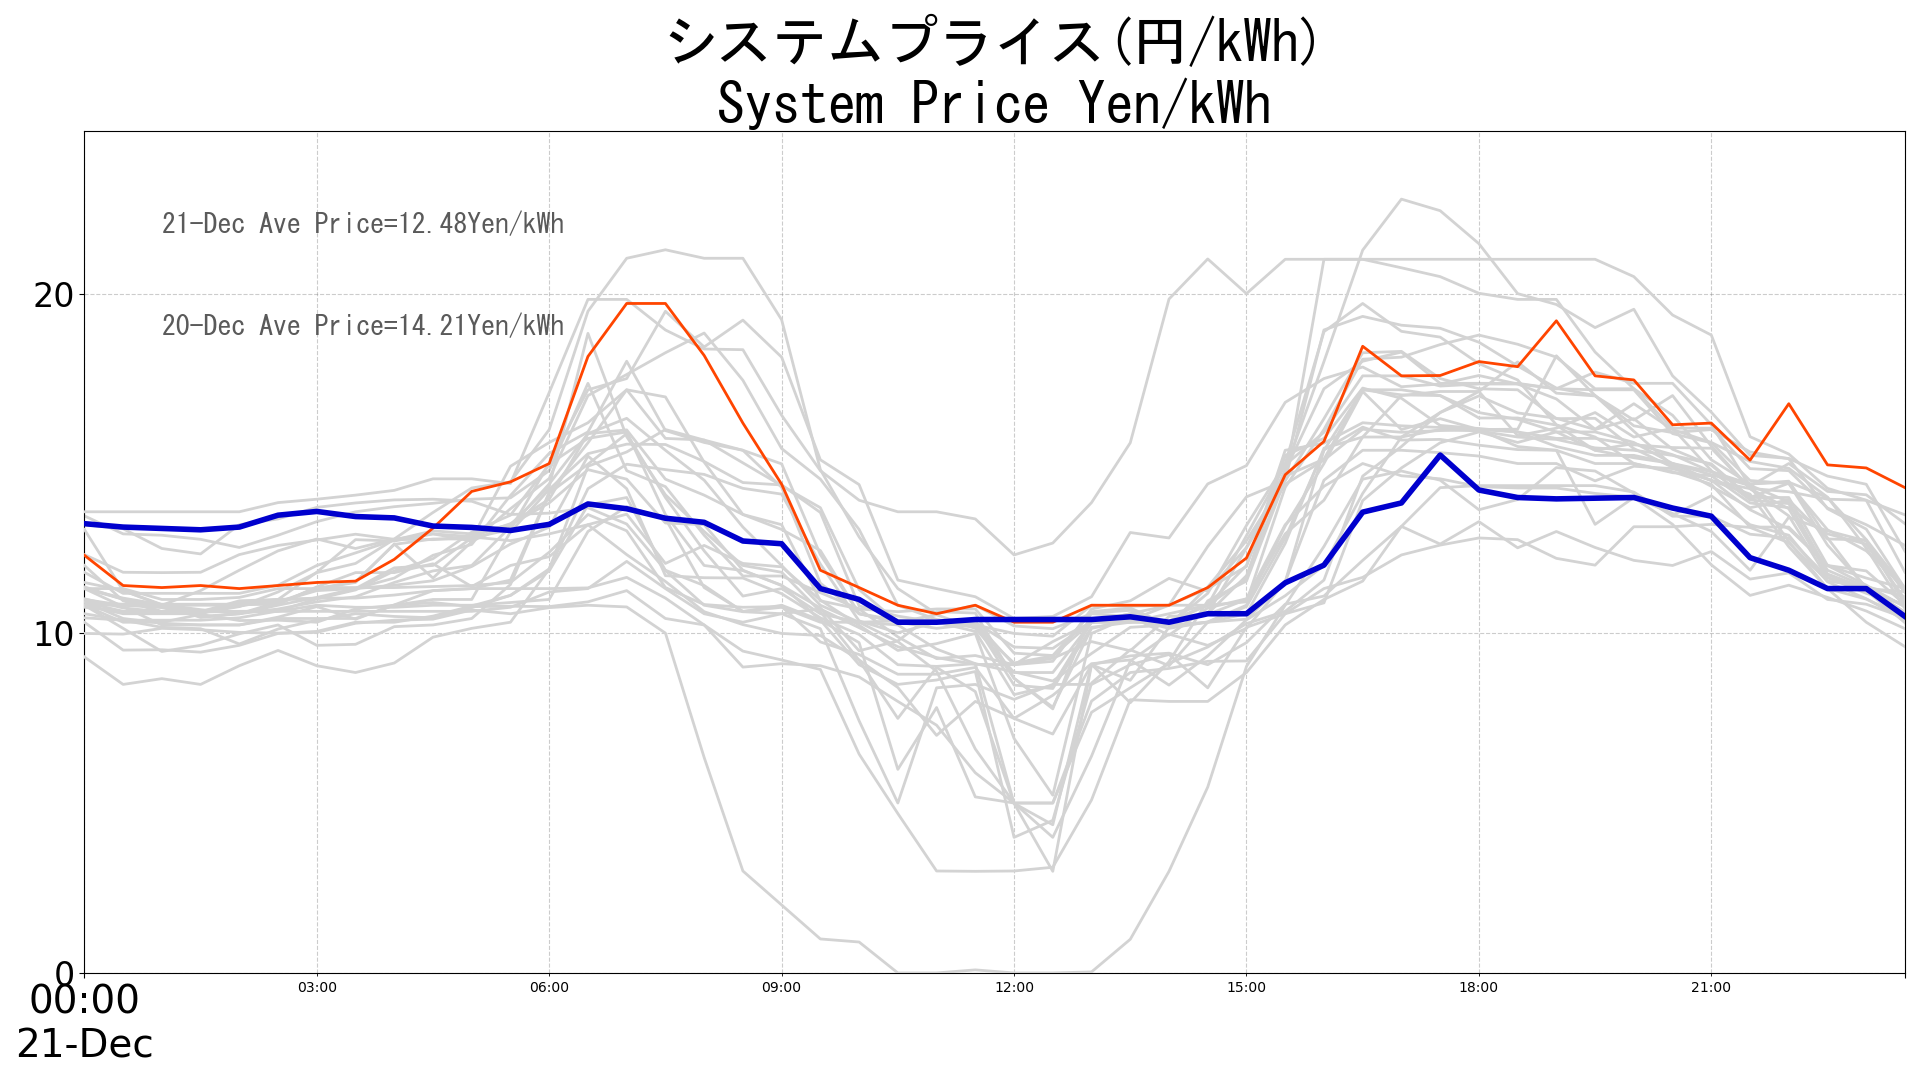 システムプライス(円/kWh)
System Price Yen/kWh
21-Dec Ave Price=12.48Yen/kWh
20-Dec Ave Price=14.21Yen/kWh
20
10
0
00:00
03:00
06:00
09:00
12:00
15:00
18:00
21:00
21-Dec